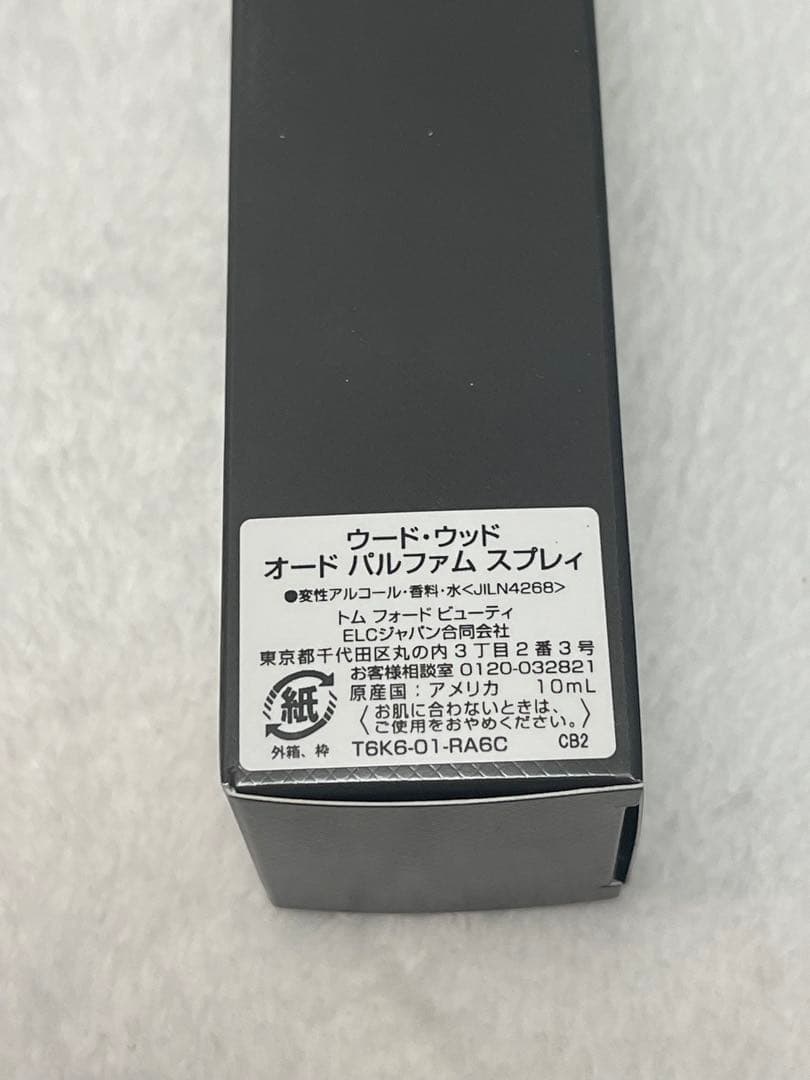 ウード・ウッド
オード パルファム スプレィ
●変性アルコール・香料・水<JILN4268>
トム フォード ビューティ
ELCジャパン合同会社
東京都千代田区丸の内3丁目2番3号
お客様相談室 0120-032821
紙
原産国：アメリカ 10mL
〈お肌に合わないときは、
ご使用をおやめください。〉
外箱、枠 T6K6-01-RA6C CB2